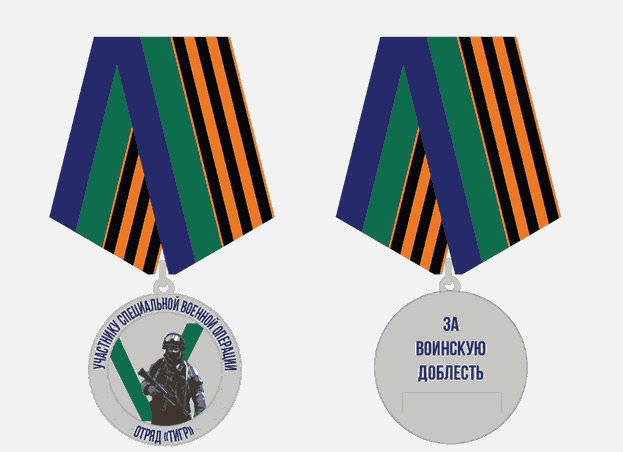 УЧАСТНИКУ СПЕЦИАЛЬНОЙ ВОЕННОЙ ОПЕРАЦИИ
ОТРЯД «ТИГР»
ЗА
ВОИНСКУЮ
ДОБЛЕСТЬ